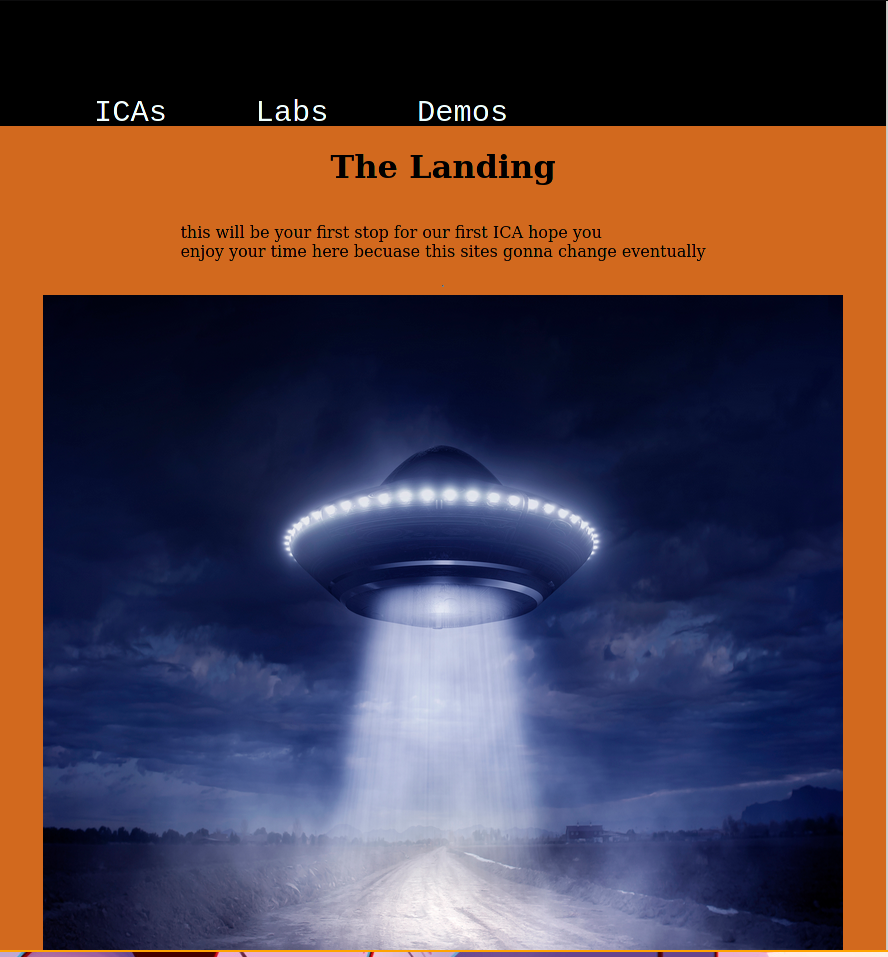 ICAs Labs Demos
The Landing
this will be your first stop for our first ICA hope you
enjoy your time here becuase this sites gonna change eventually
.